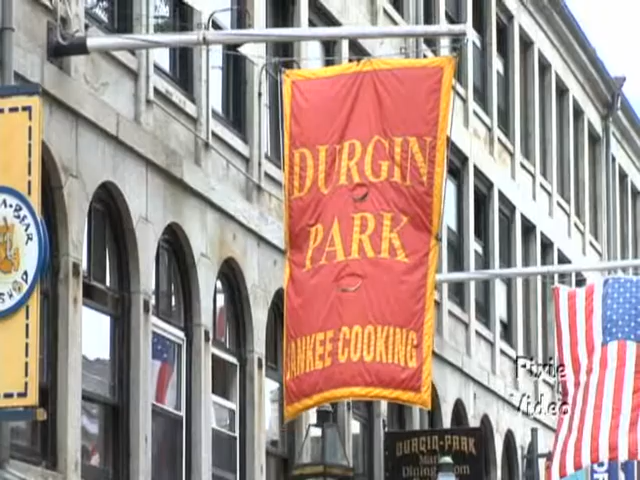 DURGIN
PARK
YANKEE COOKING
Pixie
Video
DURGIN-PARK
Dining Room